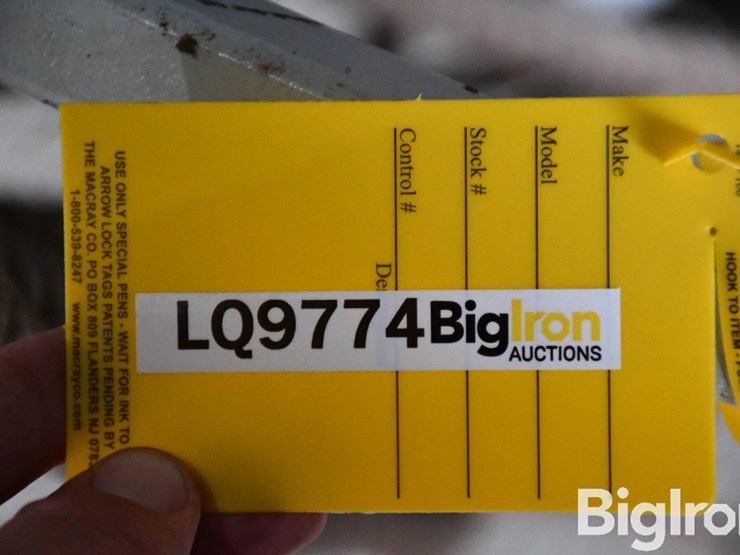 Make
Model
Stock #
Control #
LQ9774 BigIron
AUCTIONS
USE ONLY SPECIAL PENS - WAIT FOR INK TO
ARROW LOCK TAGS PATENTS PENDING BY
THE MACRAY CO. PO BOX 809 FLANDERS NJ
1-800-539-8247 www.macrayco.com
HOOK TO ITEM -
BigIron